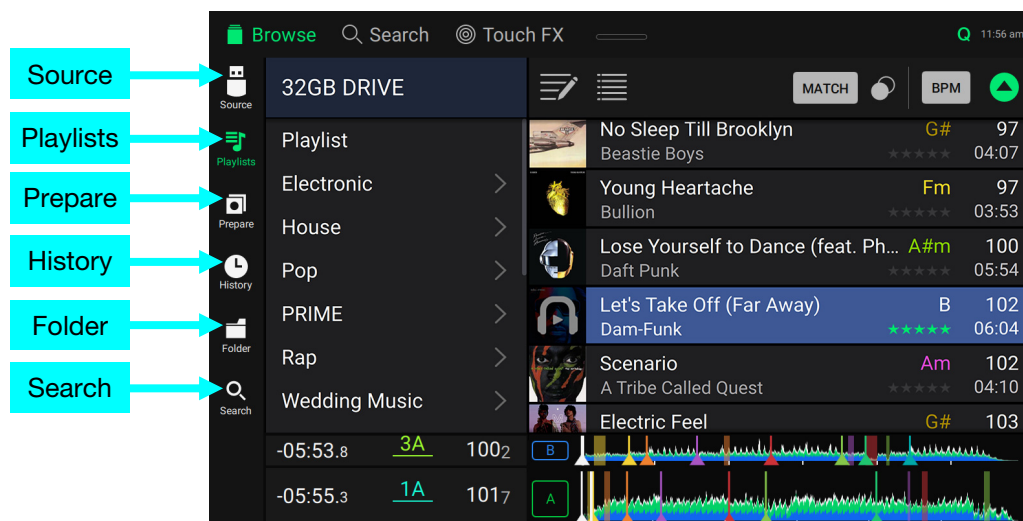 Browse Search Touch FX Q 11:56 am
Source
Source
32GB DRIVE
MATCH BPM
Playlists
Playlists
Prepare
Prepare
History
History
Folder
Folder
Search
Search
Playlist
Electronic
House
Pop
PRIME
Rap
Wedding Music
No Sleep Till Brooklyn G# 97
Beastie Boys ★★★★★ 04:07
Young Heartache Fm 97
Bullion ★★★★★ 03:53
Lose Yourself to Dance (feat. Ph... A#m 100
Daft Punk ★★★★★ 05:54
Let's Take Off (Far Away) B 102
Dam-Funk ★★★★★ 06:04
Scenario Am 102
A Tribe Called Quest ★★★★★ 04:10
Electric Feel G# 103
-05:53.8 3A 1002 B
-05:55.3 1A 1017 A